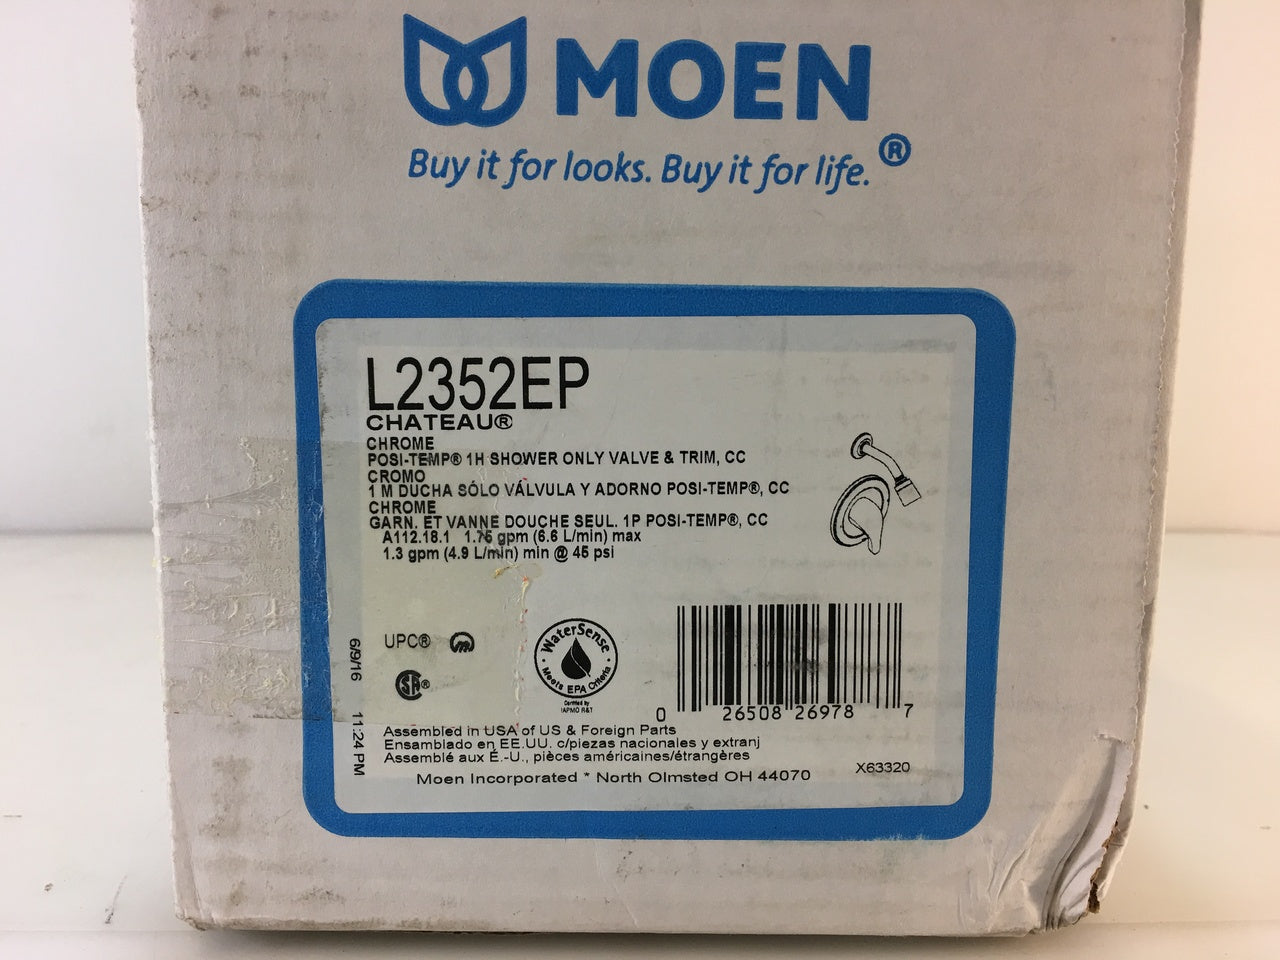 MOEN
Buy it for looks. Buy it for life.®
L2352EP
CHATEAU®
CHROME
POSI-TEMP® 1H SHOWER ONLY VALVE & TRIM, CC
CROMO
1 M DUCHA SÓLO VÁLVULA Y ADORNO POSI-TEMP®, CC
CHROME
GARN. ET VANNE DOUCHE SEUL. 1P POSI-TEMP®, CC
A112.18.1 1.75 gpm (6.6 L/min) max
1.3 gpm (4.9 L/min) min @ 45 psi
6/9/16 11:24 PM
UPC®
SA®
WaterSense
Meets EPA Criteria
Certified by
IAPMO R&T
0 26508 26978 7
Assembled in USA of US & Foreign Parts
Ensamblado en EE.UU. c/piezas nacionales y extranj
Assemblé aux É.-U., pièces américaines/étrangères
Moen Incorporated * North Olmsted OH 44070
X63320